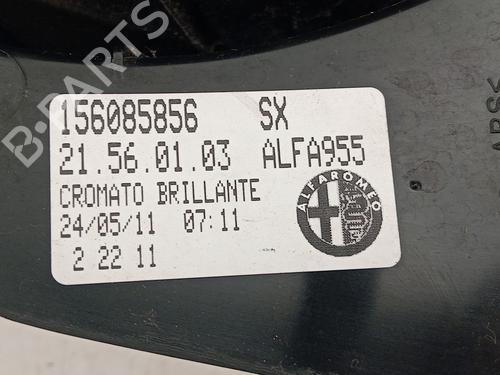 156085856 SX
21.56.01.03 ALFA955
CROMATO BRILLANTE
24/05/11 07:11
2 22 11
ALFA ROMEO
B-PARTS